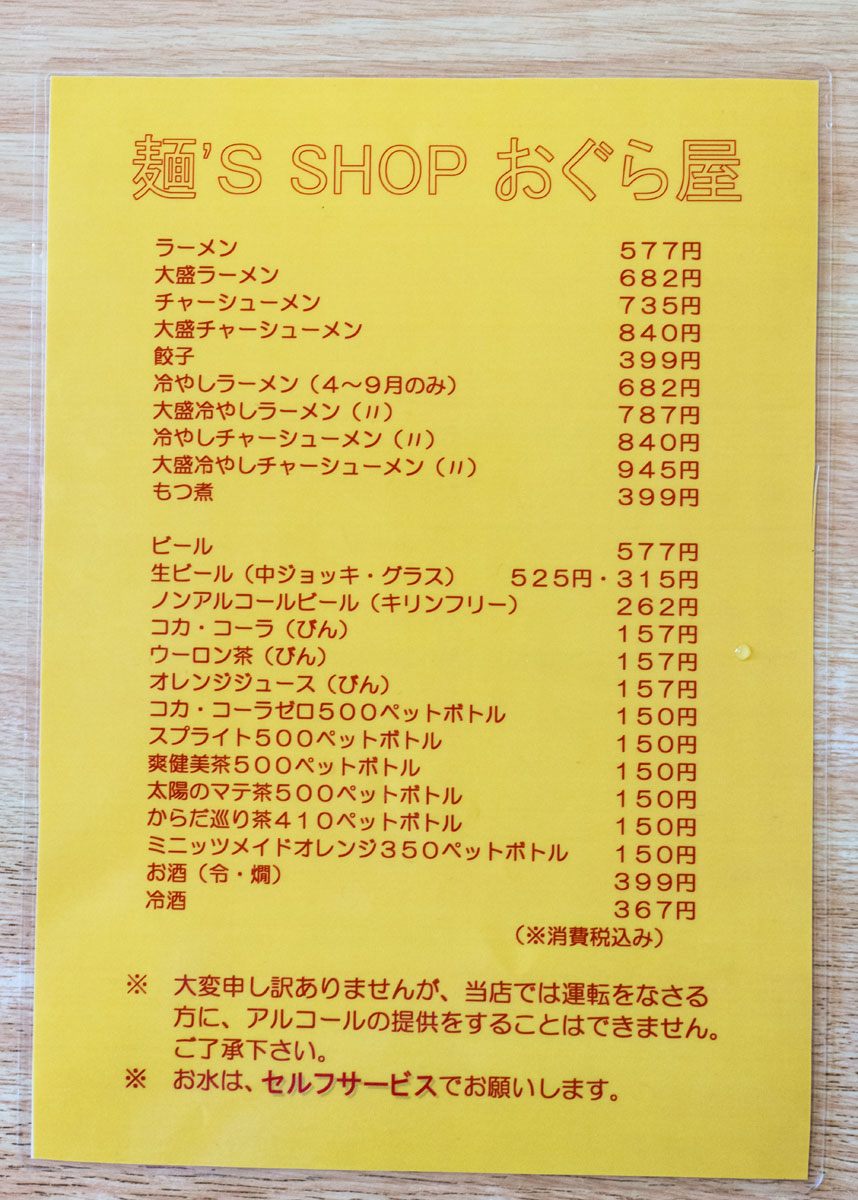 麺’S SHOP おぐら屋
ラーメン 577円
大盛ラーメン 682円
チャーシューメン 735円
大盛チャーシューメン 840円
餃子 399円
冷やしラーメン（4～9月のみ） 682円
大盛冷やしラーメン（〃） 787円
冷やしチャーシューメン（〃） 840円
大盛冷やしチャーシューメン（〃） 945円
もつ煮 399円
ビール 577円
生ビール（中ジョッキ・グラス） 525円・315円
ノンアルコールビール（キリンフリー） 262円
コカ・コーラ（びん） 157円
ウーロン茶（びん） 157円
オレンジジュース（びん） 157円
コカ・コーラゼロ500ペットボトル 150円
スプライト500ペットボトル 150円
爽健美茶500ペットボトル 150円
太陽のマテ茶500ペットボトル 150円
からだ巡り茶410ペットボトル 150円
ミニッツメイドオレンジ350ペットボトル 150円
お酒（令・燗） 399円
冷酒 367円
（※消費税込み）
※ 大変申し訳ありませんが、当店では運転をなさる
方に、アルコールの提供をすることはできません。
ご了承下さい。
※ お水は、セルフサービスでお願いします。